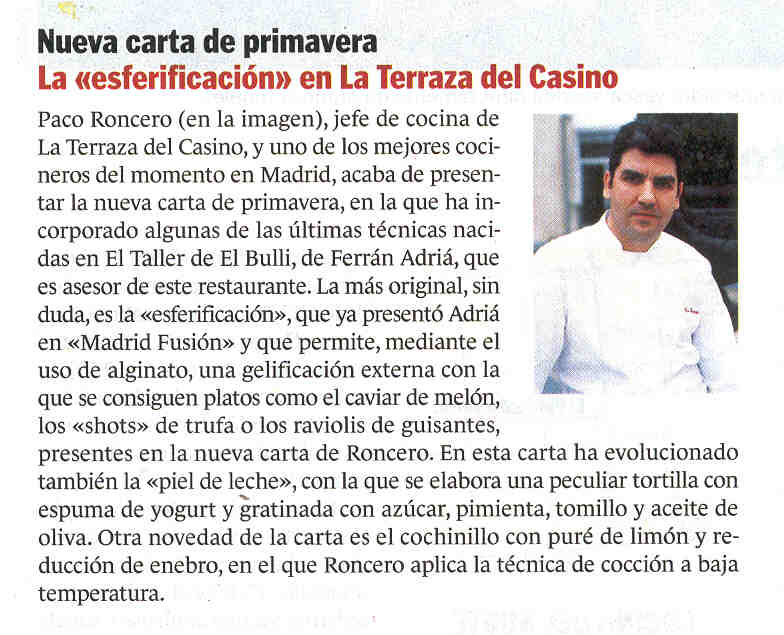 Nueva carta de primavera
La «esferificación» en La Terraza del Casino
Paco Roncero (en la imagen), jefe de cocina de
La Terraza del Casino, y uno de los mejores coci-
neros del momento en Madrid, acaba de presen-
tar la nueva carta de primavera, en la que ha in-
corporado algunas de las últimas técnicas naci-
das en El Taller de El Bulli, de Ferrán Adriá, que
es asesor de este restaurante. La más original, sin
duda, es la «esferificación», que ya presentó Adriá
en «Madrid Fusión» y que permite, mediante el
uso de alginato, una gelificación externa con la
que se consiguen platos como el caviar de melón,
los «shots» de trufa o los raviolis de guisantes,
presentes en la nueva carta de Roncero. En esta carta ha evolucionado
también la «piel de leche», con la que se elabora una peculiar tortilla con
espuma de yogurt y gratinada con azúcar, pimienta, tomillo y aceite de
oliva. Otra novedad de la carta es el cochinillo con puré de limón y re-
ducción de enebro, en el que Roncero aplica la técnica de cocción a baja
temperatura.